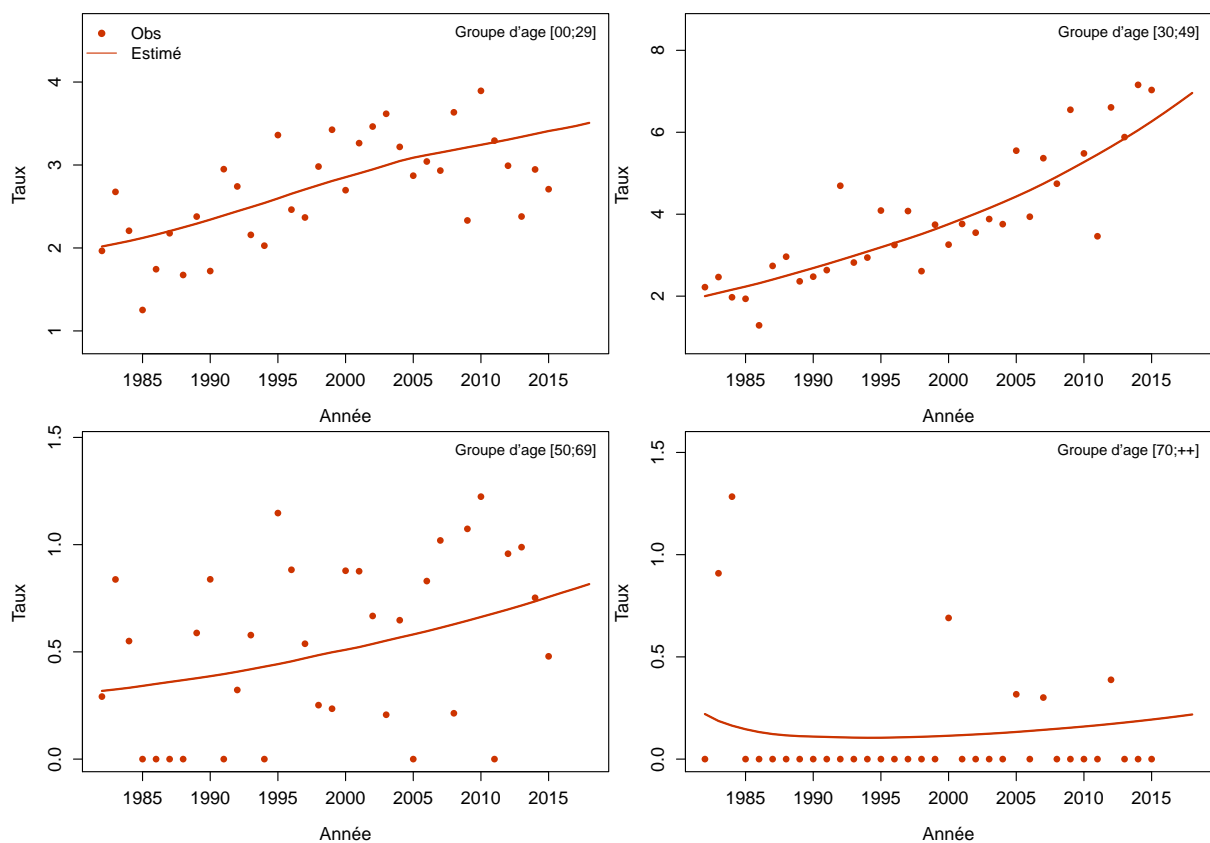 Obs
Estimé
Groupe d'age [00;29]
Taux
4
3
2
1
1985 1990 1995 2000 2005 2010 2015
Année
Groupe d'age [30;49]
Taux
8
6
4
2
1985 1990 1995 2000 2005 2010 2015
Année
Groupe d'age [50;69]
Taux
1.5
1.0
0.5
0.0
1985 1990 1995 2000 2005 2010 2015
Année
Groupe d'age [70;++]
Taux
1.5
1.0
0.5
0.0
1985 1990 1995 2000 2005 2010 2015
Année